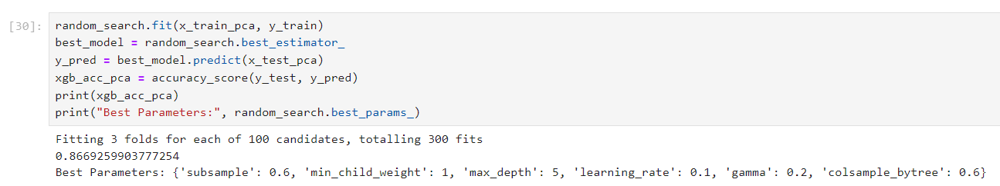 [30]:
random_search.fit(x_train_pca, y_train)
best_model = random_search.best_estimator_
y_pred = best_model.predict(x_test_pca)
xgb_acc_pca = accuracy_score(y_test, y_pred)
print(xgb_acc_pca)
print("Best Parameters:", random_search.best_params_)
Fitting 3 folds for each of 100 candidates, totalling 300 fits
0.8669259903777254
Best Parameters: {'subsample': 0.6, 'min_child_weight': 1, 'max_depth': 5, 'learning_rate': 0.1, 'gamma': 0.2, 'colsample_bytree': 0.6}